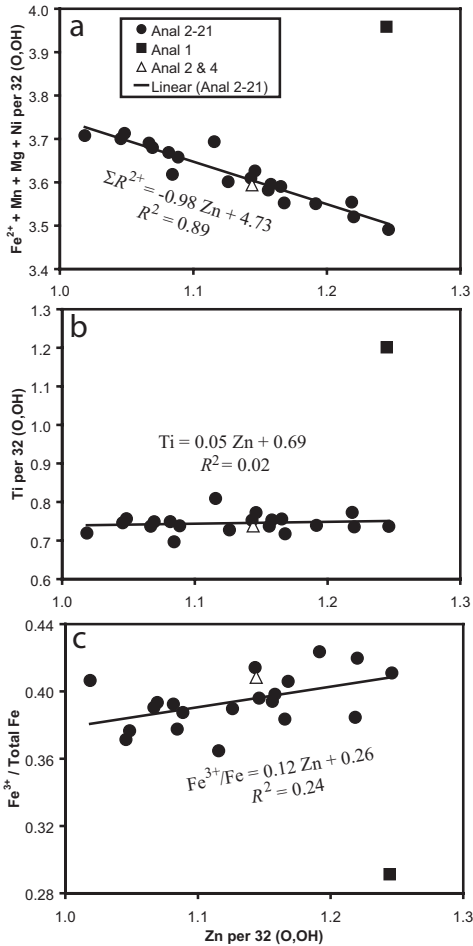 a
Fe²⁺ + Mn + Mg + Ni per 32 (O,OH)
4.0
3.9
3.8
3.7
3.6
3.5
3.4
● Anal 2-21
■ Anal 1
△ Anal 2 & 4
— Linear (Anal 2-21)
ΣR²⁺= -0.98 Zn + 4.73
R² = 0.89
1.0 1.1 1.2 1.3
b
Ti per 32 (O,OH)
1.3
1.2
1.1
1.0
0.9
0.8
0.7
0.6
Ti = 0.05 Zn + 0.69
R² = 0.02
1.0 1.1 1.2 1.3
c
Fe³⁺ / Total Fe
0.44
0.40
0.36
0.32
0.28
Fe³⁺/Fe = 0.12 Zn + 0.26
R² = 0.24
1.0 1.1 1.2 1.3
Zn per 32 (O,OH)